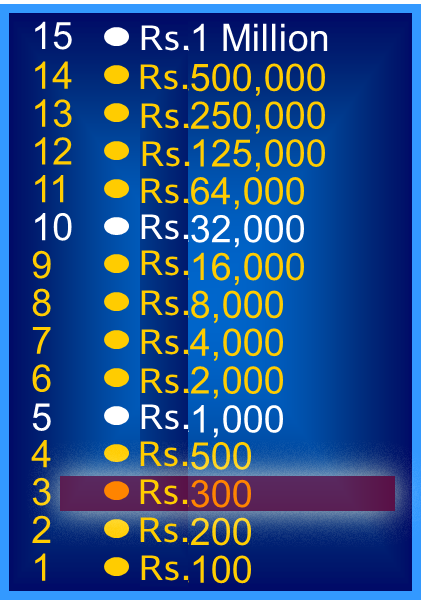 15 Rs.1 Million
14 Rs.500,000
13 Rs.250,000
12 Rs.125,000
11 Rs.64,000
10 Rs.32,000
9 Rs.16,000
8 Rs.8,000
7 Rs.4,000
6 Rs.2,000
5 Rs.1,000
4 Rs.500
3 Rs.300
2 Rs.200
1 Rs.100